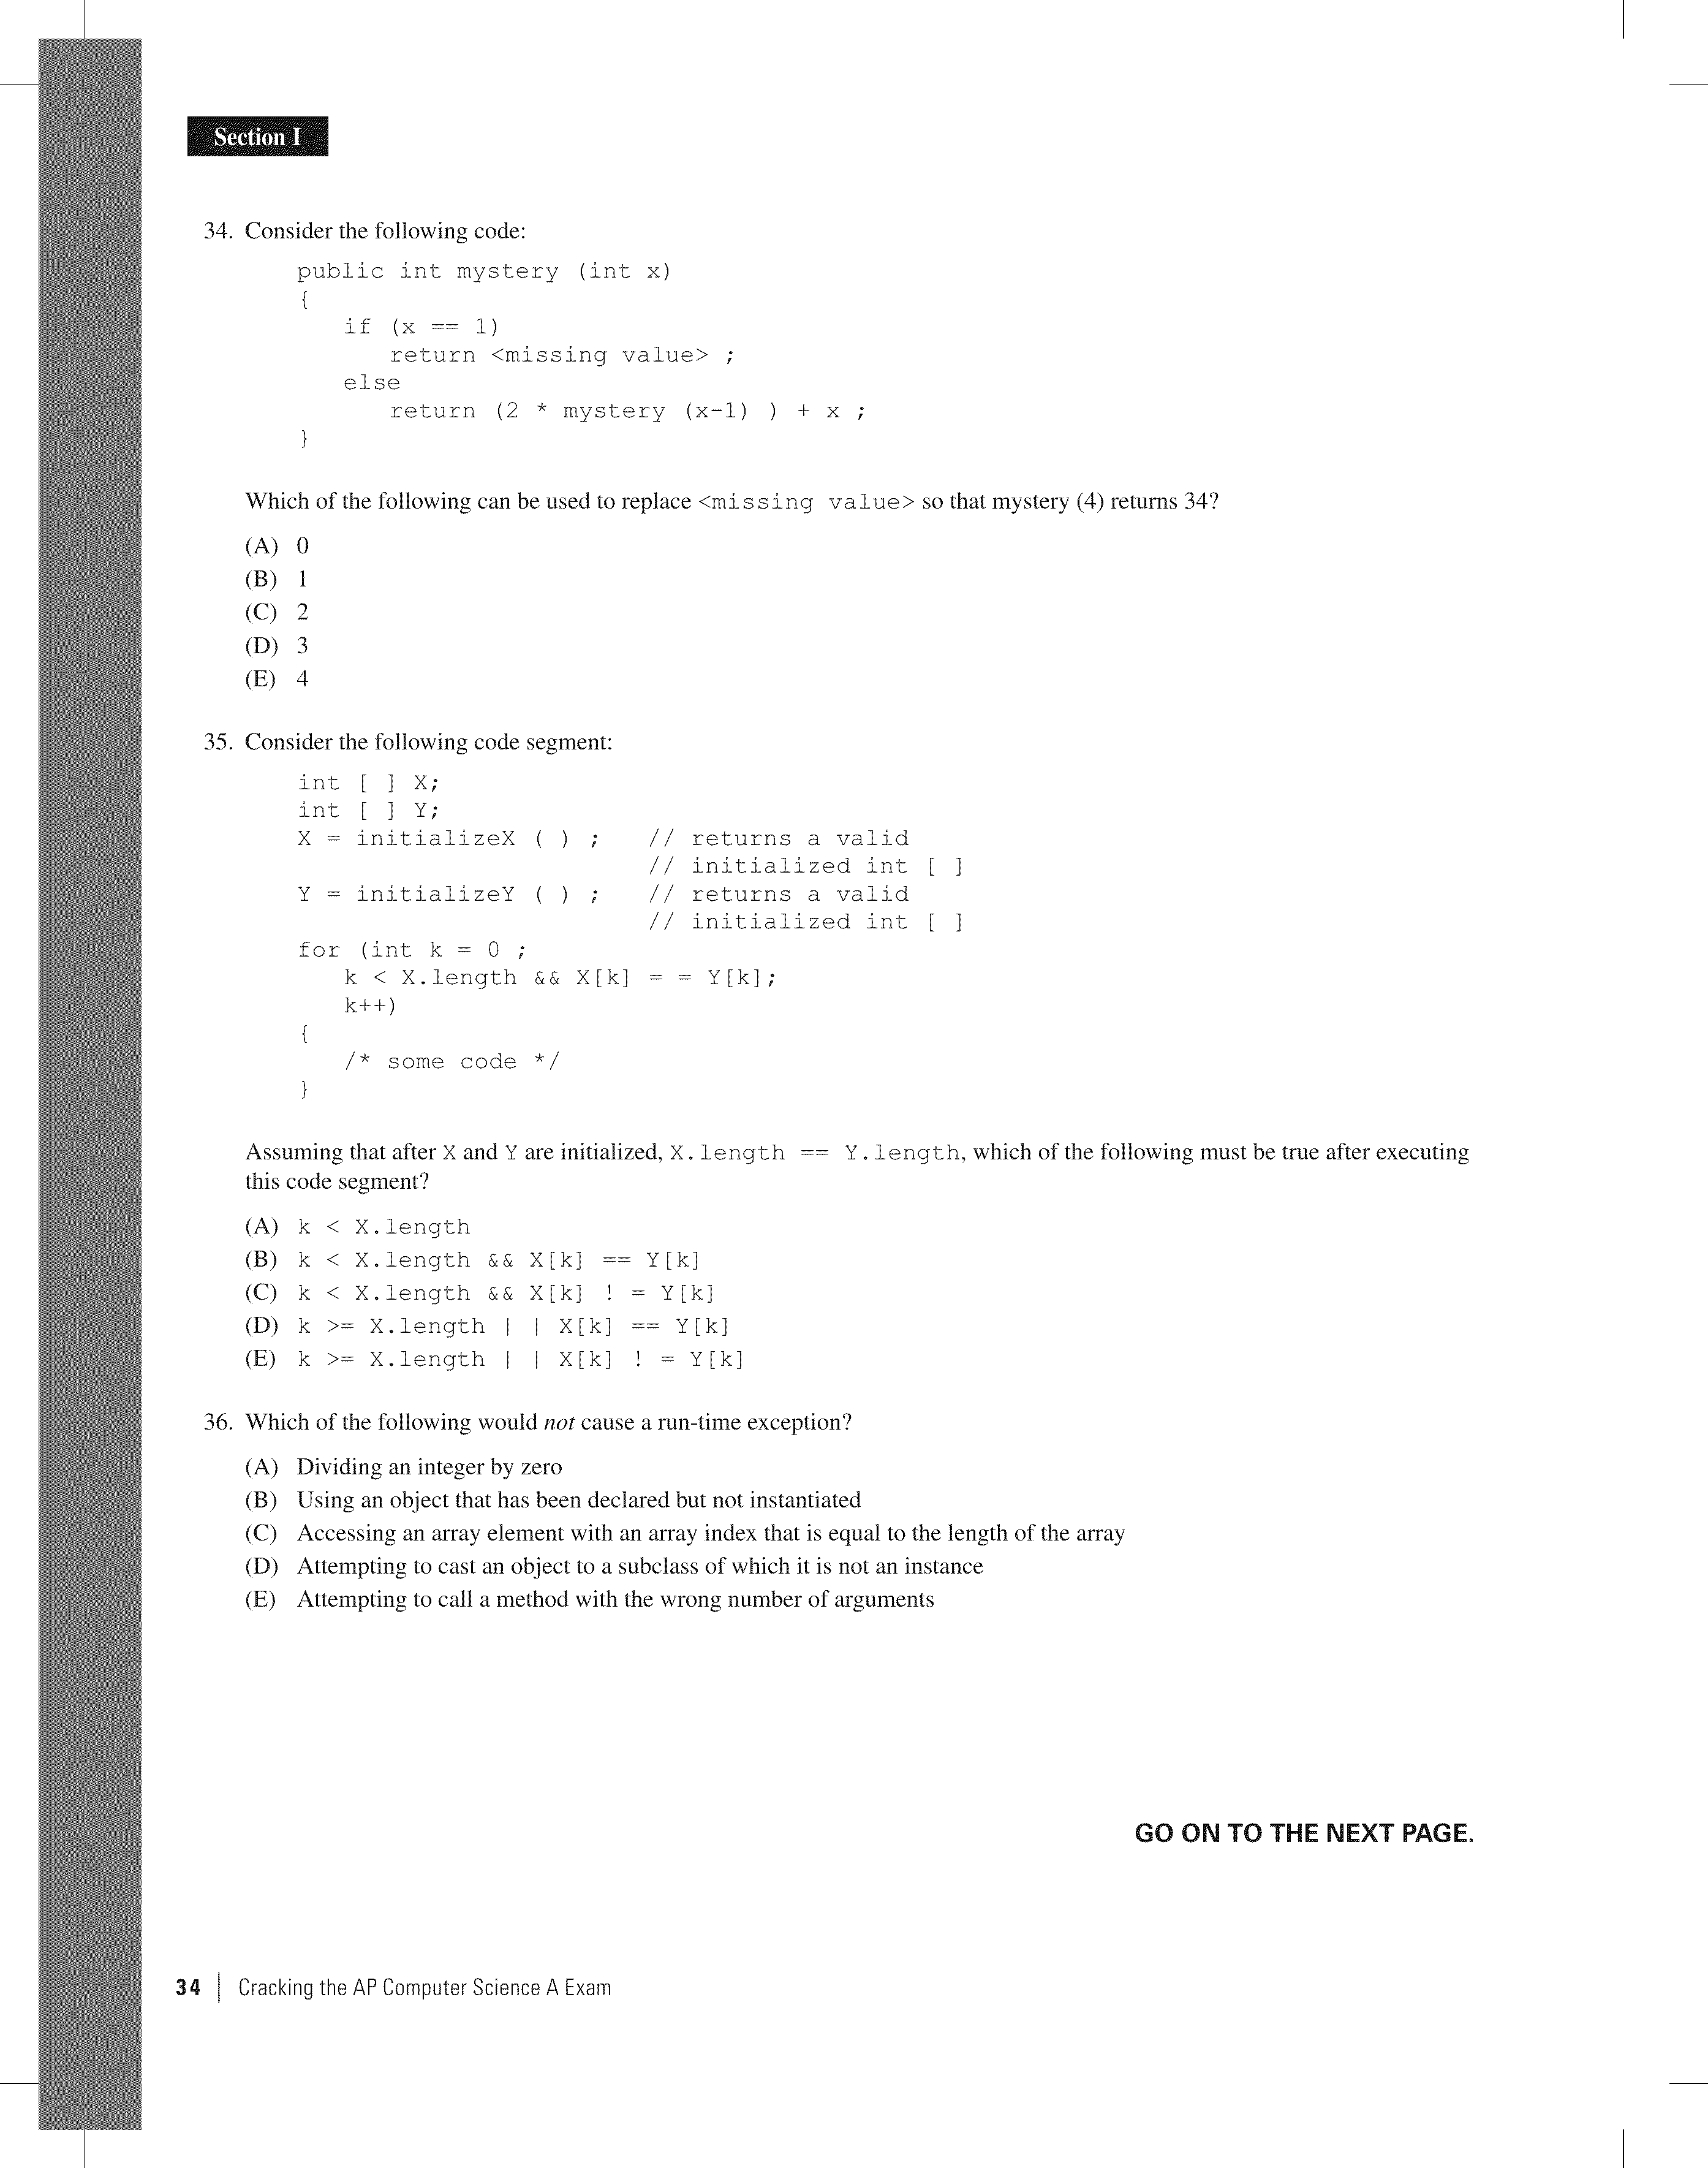 Section I
34. Consider the following code:
public int mystery (int x)
{
if (x == 1)
return <missing value> ;
else
return (2 * mystery (x-1) ) + x ;
}
Which of the following can be used to replace <missing value> so that mystery (4) returns 34?
(A) 0
(B) 1
(C) 2
(D) 3
(E) 4
35. Consider the following code segment:
int [ ] X;
int [ ] Y;
X = initializeX ( ) ; // returns a valid
// initialized int [ ]
Y = initializeY ( ) ; // returns a valid
// initialized int [ ]
for (int k = 0 ;
k < X.length && X[k] = = Y[k];
k++)
{
/* some code */
}
Assuming that after X and Y are initialized, X.length == Y.length, which of the following must be true after executing
this code segment?
(A) k < X.length
(B) k < X.length && X[k] == Y[k]
(C) k < X.length && X[k] ! = Y[k]
(D) k >= X.length | | X[k] == Y[k]
(E) k >= X.length | | X[k] ! = Y[k]
36. Which of the following would not cause a run-time exception?
(A) Dividing an integer by zero
(B) Using an object that has been declared but not instantiated
(C) Accessing an array element with an array index that is equal to the length of the array
(D) Attempting to cast an object to a subclass of which it is not an instance
(E) Attempting to call a method with the wrong number of arguments
GO ON TO THE NEXT PAGE.
34 | Cracking the AP Computer Science A Exam